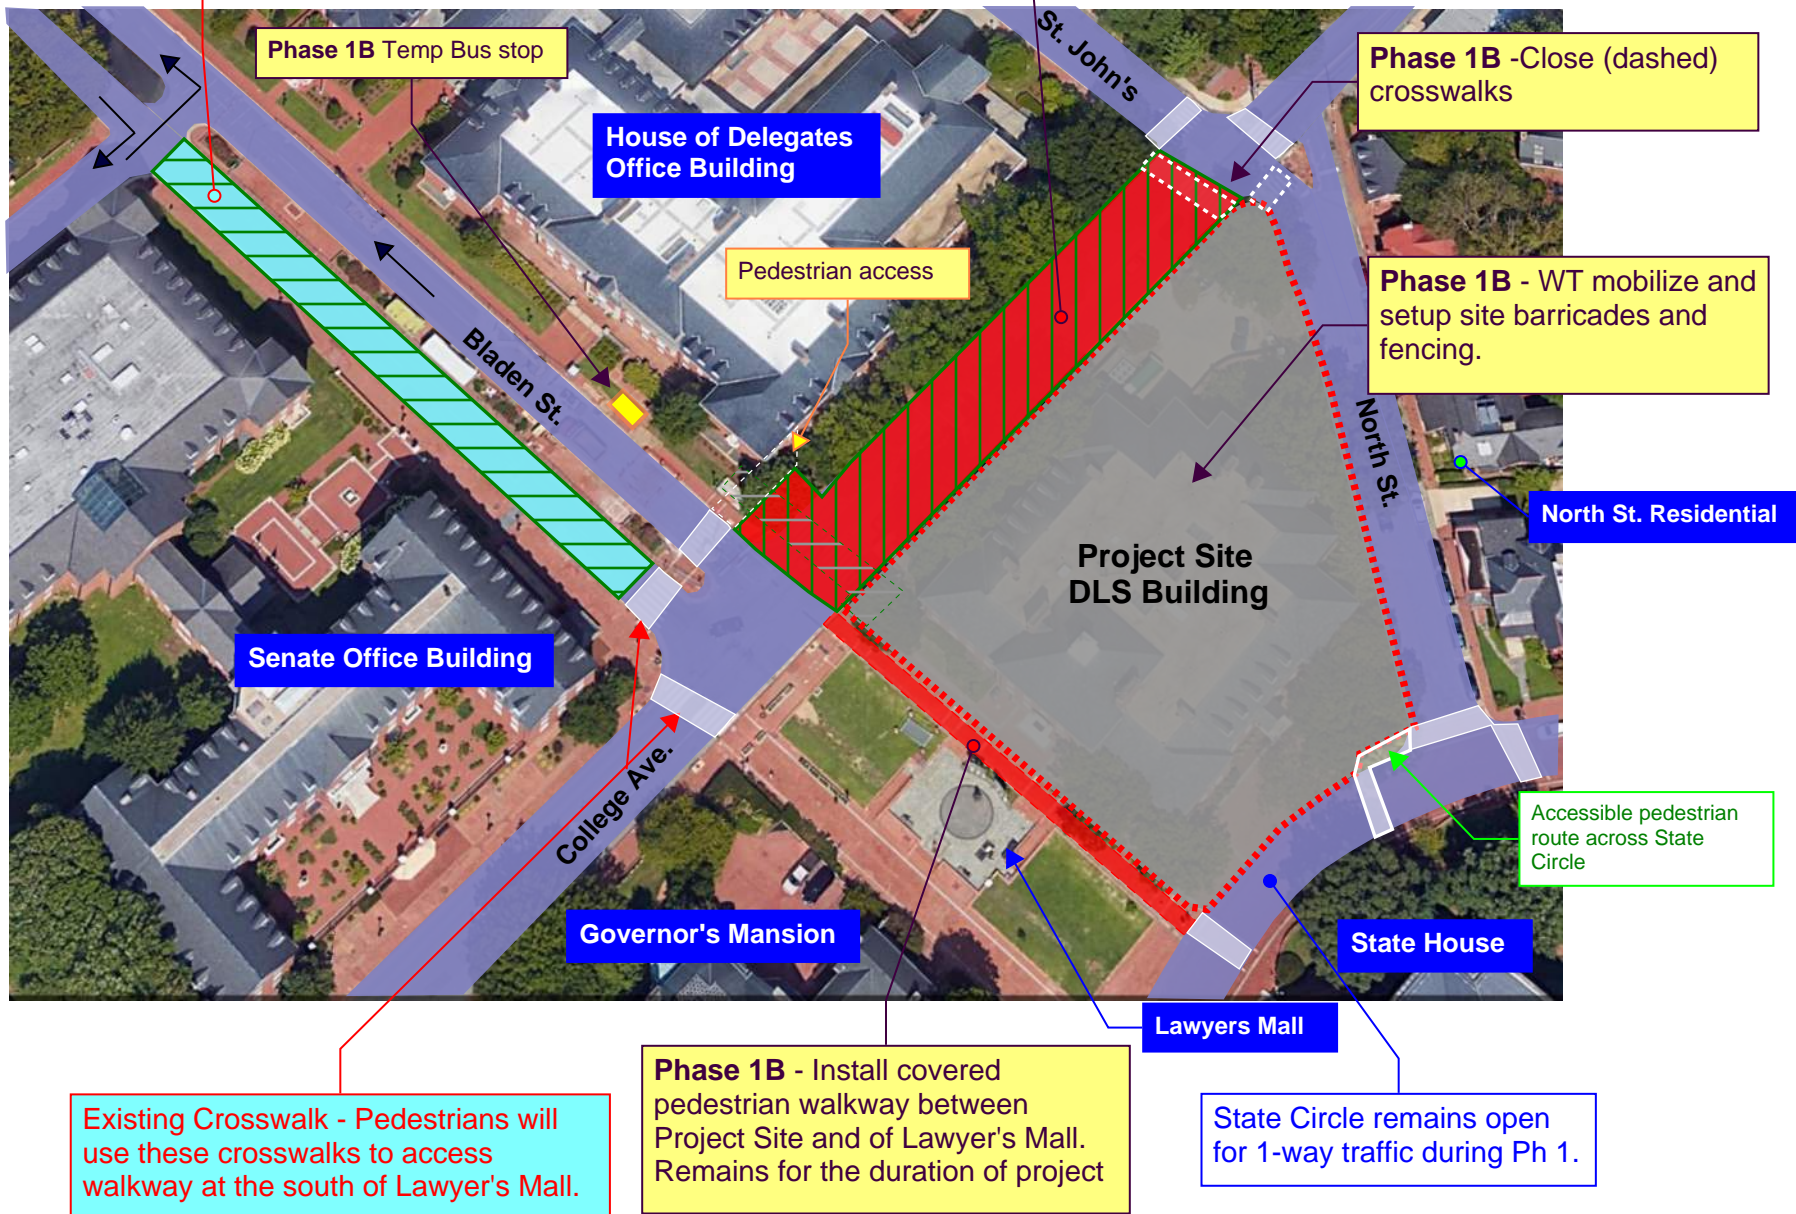 Phase 1B Temp Bus stop
St. John's
Phase 1B -Close (dashed)
crosswalks
House of Delegates
Office Building
Pedestrian access
Phase 1B - WT mobilize and
setup site barricades and
fencing.
Bladen St.
North St.
North St. Residential
Project Site
DLS Building
Senate Office Building
College Ave.
Accessible pedestrian
route across State
Circle
Governor's Mansion
State House
Lawyers Mall
Existing Crosswalk - Pedestrians will
use these crosswalks to access
walkway at the south of Lawyer's Mall.
Phase 1B - Install covered
pedestrian walkway between
Project Site and of Lawyer's Mall.
Remains for the duration of project
State Circle remains open
for 1-way traffic during Ph 1.